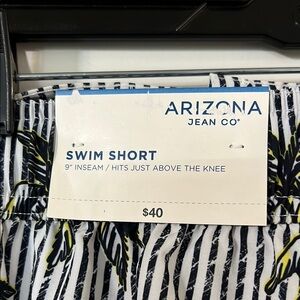 ARIZONA
JEAN CO®
SWIM SHORT
9" INSEAM / HITS JUST ABOVE THE KNEE
$40